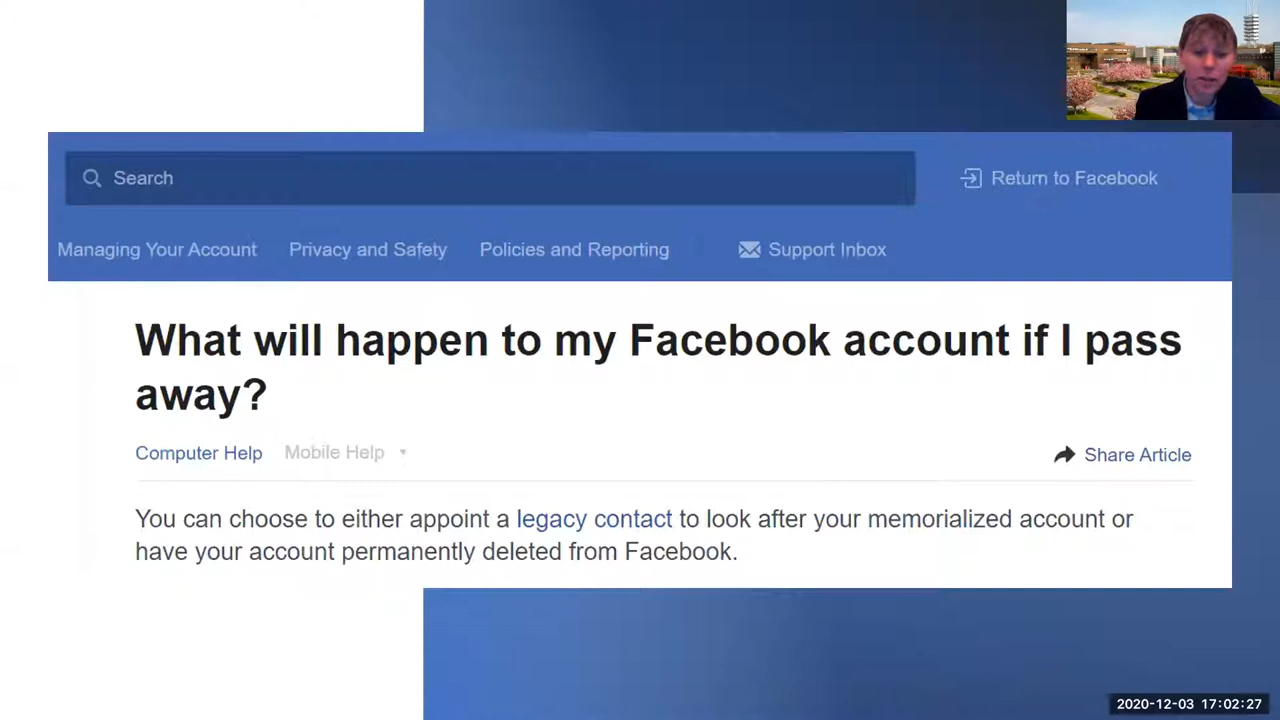 Search
Return to Facebook
Managing Your Account
Privacy and Safety
Policies and Reporting
Support Inbox
What will happen to my Facebook account if I pass
away?
Computer Help
Mobile Help
Share Article
You can choose to either appoint a legacy contact to look after your memorialized account or
have your account permanently deleted from Facebook.
2020-12-03 17:02:27